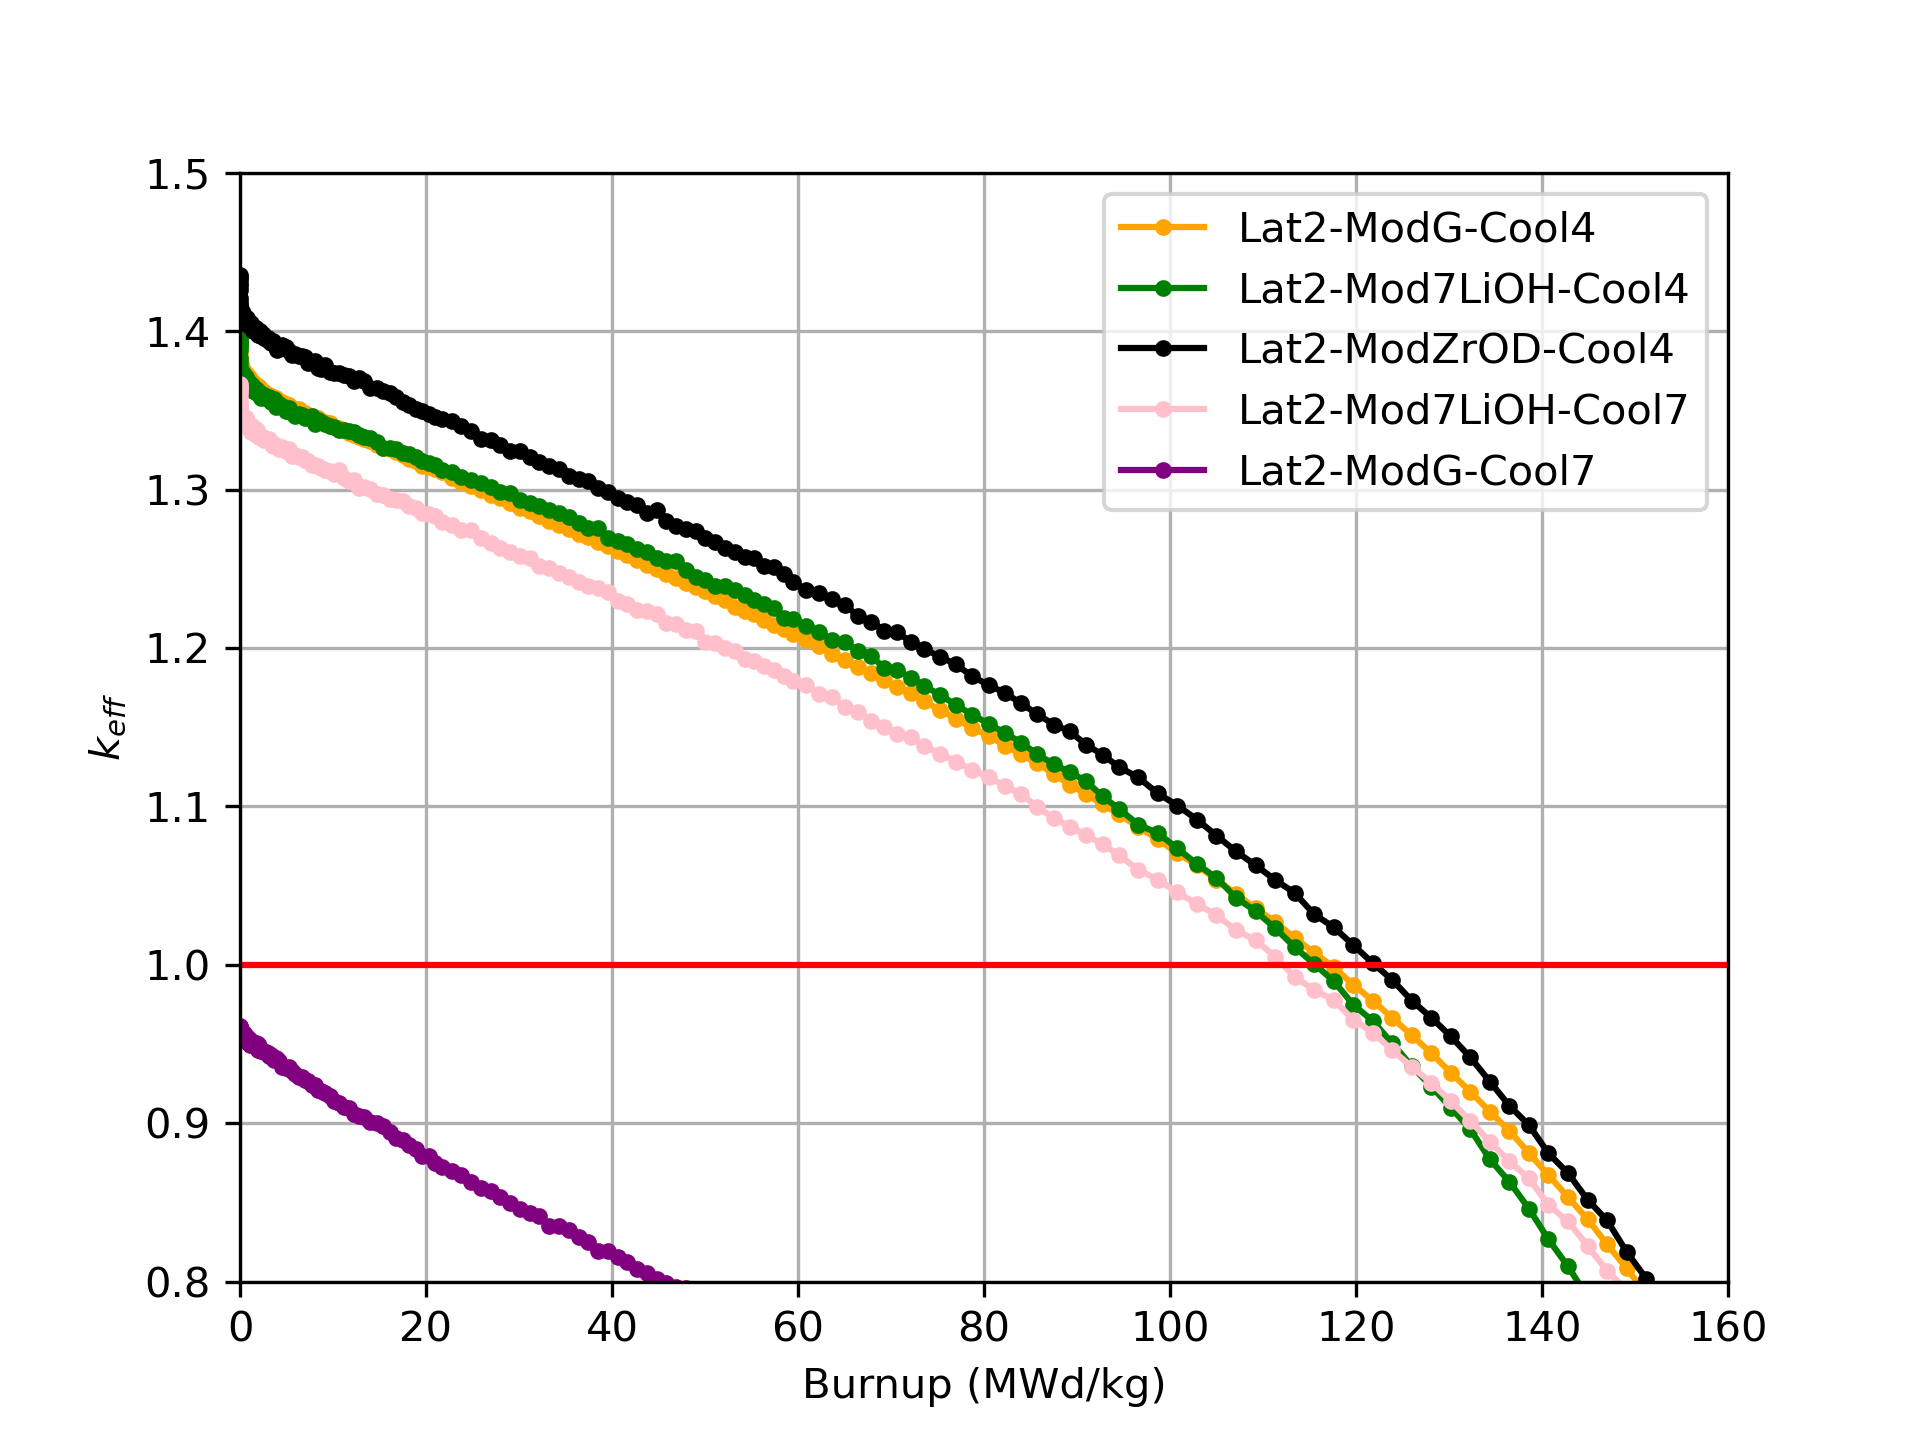 1.5
1.4
1.3
1.2
1.1
1.0
0.9
0.8
k_eff
Lat2-ModG-Cool4
Lat2-Mod7LiOH-Cool4
Lat2-ModZrOD-Cool4
Lat2-Mod7LiOH-Cool7
Lat2-ModG-Cool7
0 20 40 60 80 100 120 140 160
Burnup (MWd/kg)